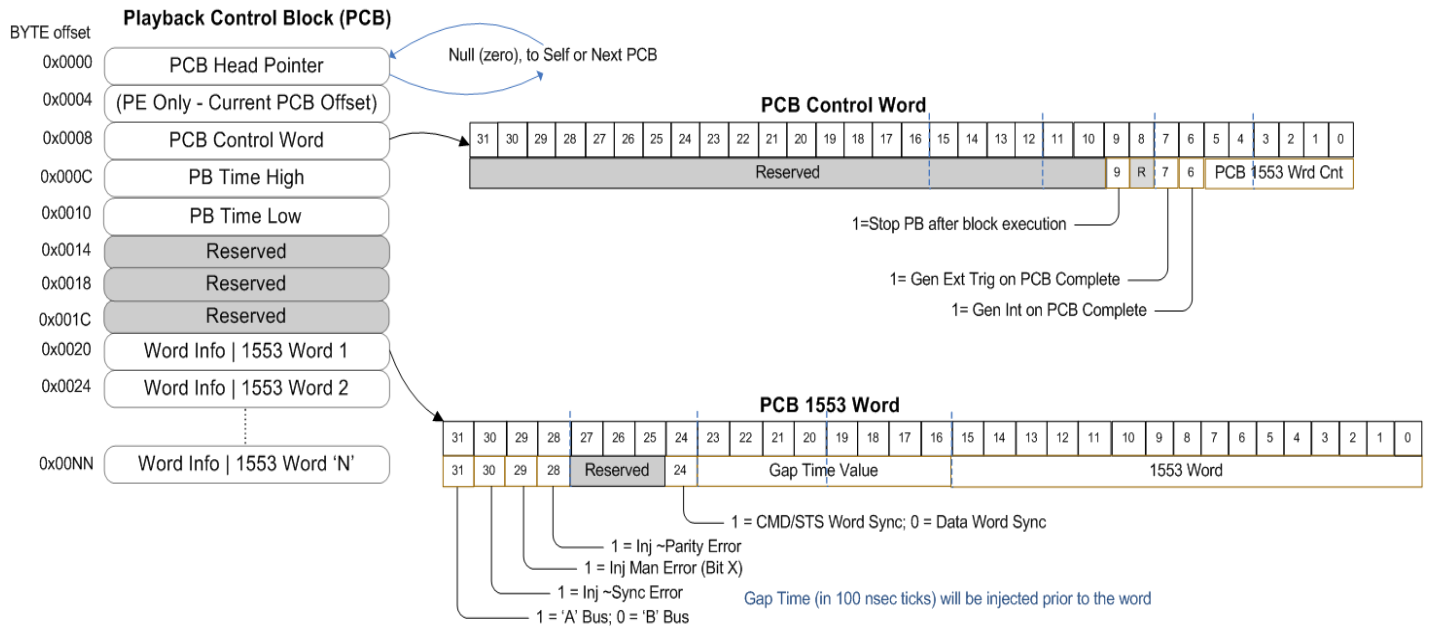 Playback Control Block (PCB)
BYTE offset
0x0000 PCB Head Pointer
Null (zero), to Self or Next PCB
0x0004 (PE Only - Current PCB Offset)
PCB Control Word
0x0008 PCB Control Word
31 30 29 28 27 26 25 24 23 22 21 20 19 18 17 16 15 14 13 12 11 10 9 8 7 6 5 4 3 2 1 0
Reserved 9 R 7 6 PCB 1553 Wrd Cnt
0x000C PB Time High
0x0010 PB Time Low
1=Stop PB after block execution
0x0014 Reserved
0x0018 Reserved
1= Gen Ext Trig on PCB Complete
0x001C Reserved
1= Gen Int on PCB Complete
0x0020 Word Info | 1553 Word 1
0x0024 Word Info | 1553 Word 2
PCB 1553 Word
31 30 29 28 27 26 25 24 23 22 21 20 19 18 17 16 15 14 13 12 11 10 9 8 7 6 5 4 3 2 1 0
0x00NN Word Info | 1553 Word ‘N’
31 30 29 28 Reserved 24 Gap Time Value 1553 Word
1 = CMD/STS Word Sync; 0 = Data Word Sync
1 = Inj ~Parity Error
1 = Inj Man Error (Bit X)
1 = Inj ~Sync Error
Gap Time (in 100 nsec ticks) will be injected prior to the word
1 = ‘A’ Bus; 0 = ‘B’ Bus